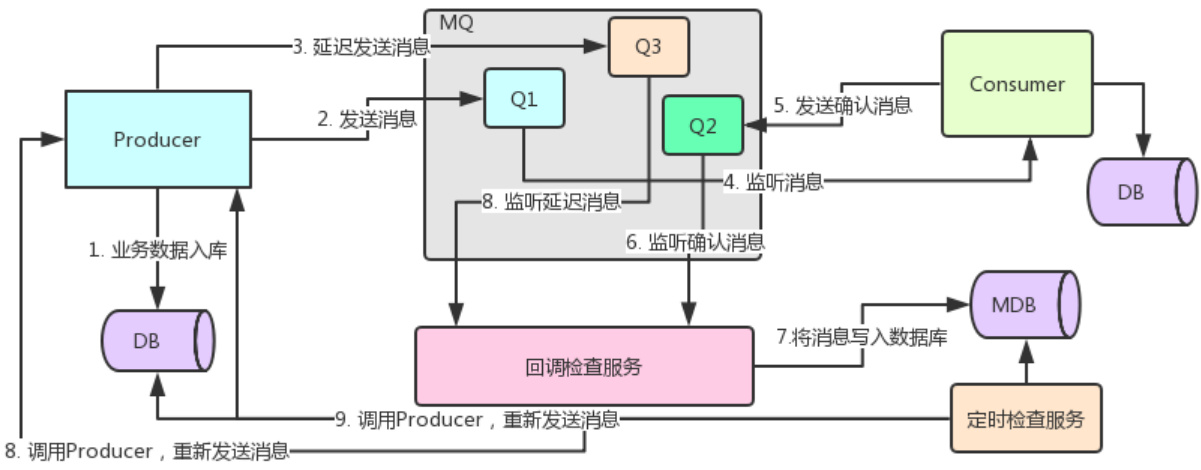 MQ
3. 延迟发送消息
Q3
Consumer
Q1
5. 发送确认消息
2. 发送消息
Q2
Producer
4. 监听消息
DB
8. 监听延迟消息
6. 监听确认消息
1. 业务数据入库
MDB
DB
7.将消息写入数据库
回调检查服务
9. 调用Producer，重新发送消息
定时检查服务
8. 调用Producer，重新发送消息